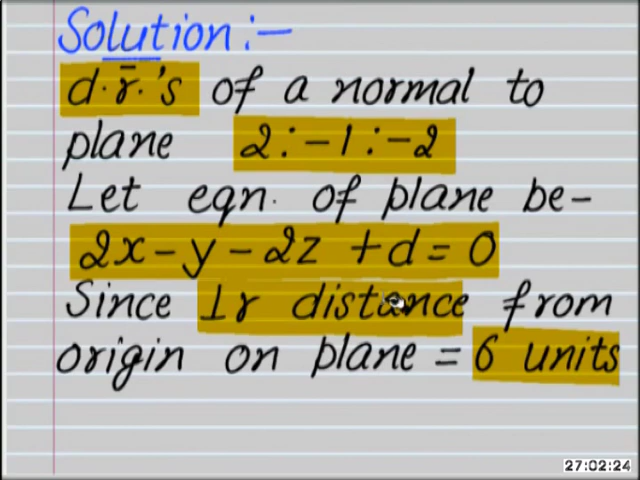 Solution :-
d.r.'s of a normal to
plane 2 : -1 : -2
Let eqn. of plane be-
2x - y - 2z + d = 0
Since ⊥r distance from
origin on plane = 6 units
27:02:24